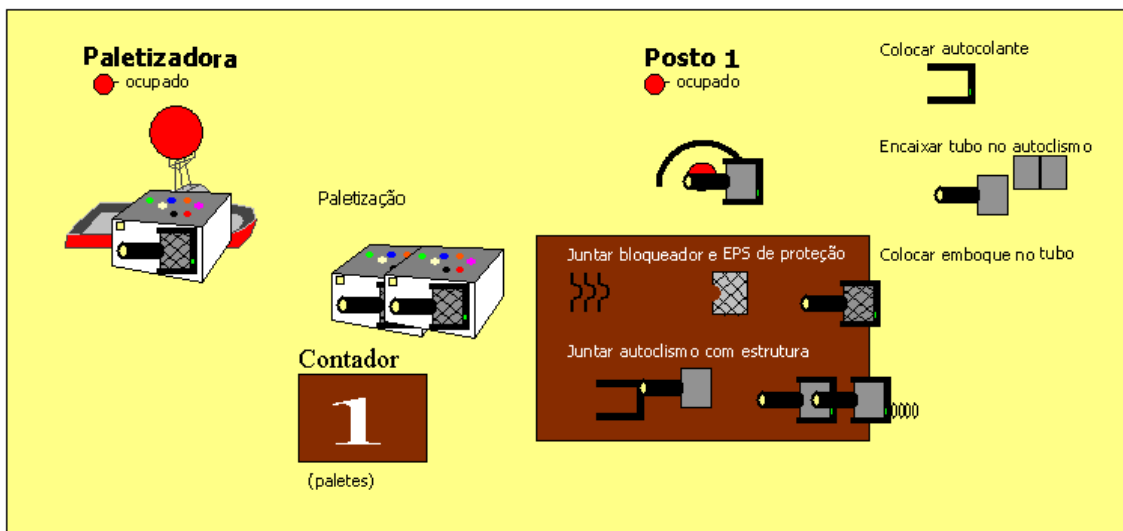 Paletizadora
ocupado
Paletização
Contador
1
(paletes)
Posto 1
ocupado
Colocar autocolante
Encaixar tubo no autoclismo
Colocar emboque no tubo
Juntar bloqueador e EPS de proteção
Juntar autoclismo com estrutura